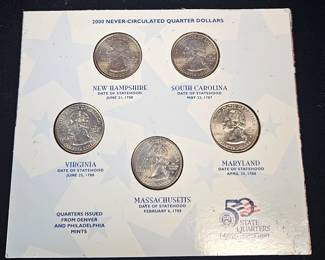 2000 NEVER-CIRCULATED QUARTER DOLLARS
NEW HAMPSHIRE
DATE OF STATEHOOD
JUNE 21, 1788
SOUTH CAROLINA
DATE OF STATEHOOD
MAY 23, 1787
VIRGINIA
DATE OF STATEHOOD
JUNE 25, 1788
MASSACHUSETTS
DATE OF STATEHOOD
FEBRUARY 6, 1788
MARYLAND
DATE OF STATEHOOD
APRIL 28, 1788
QUARTERS ISSUED
FROM DENVER
AND PHILADELPHIA
MINTS
50
STATE
QUARTERS